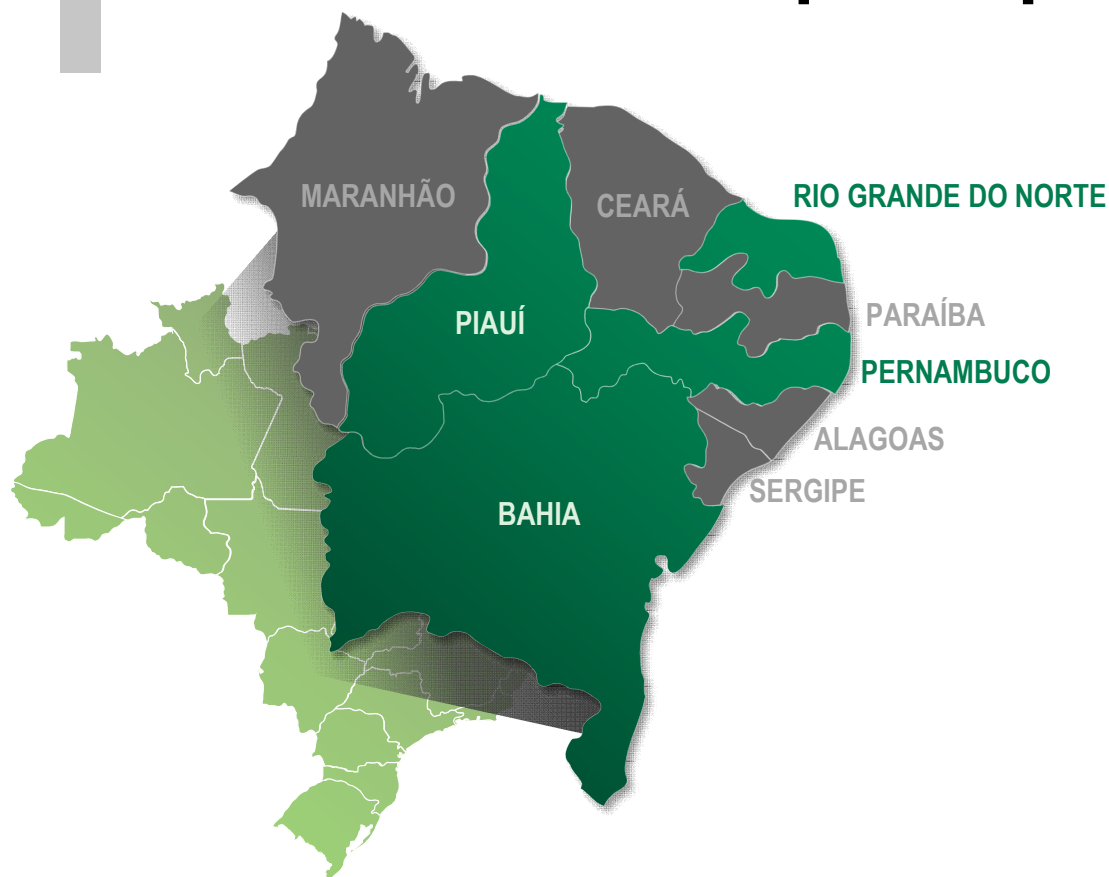 MARANHÃO
CEARÁ
RIO GRANDE DO NORTE
PIAUÍ
PARAÍBA
PERNAMBUCO
ALAGOAS
SERGIPE
BAHIA